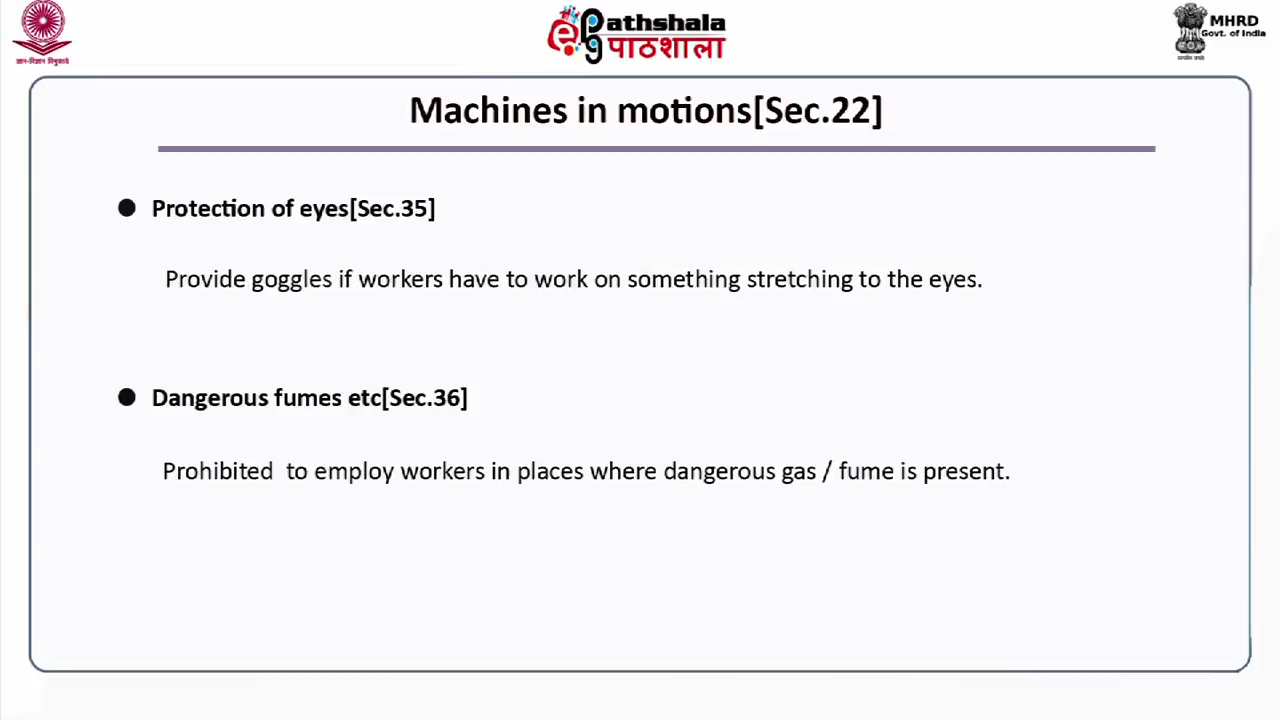 ज्ञान-विज्ञान विमुक्तये
ePG Pathshala
पाठशाला
MHRD
Govt. of India
Machines in motions[Sec.22]
● Protection of eyes[Sec.35]
Provide goggles if workers have to work on something stretching to the eyes.
● Dangerous fumes etc[Sec.36]
Prohibited  to employ workers in places where dangerous gas / fume is present.